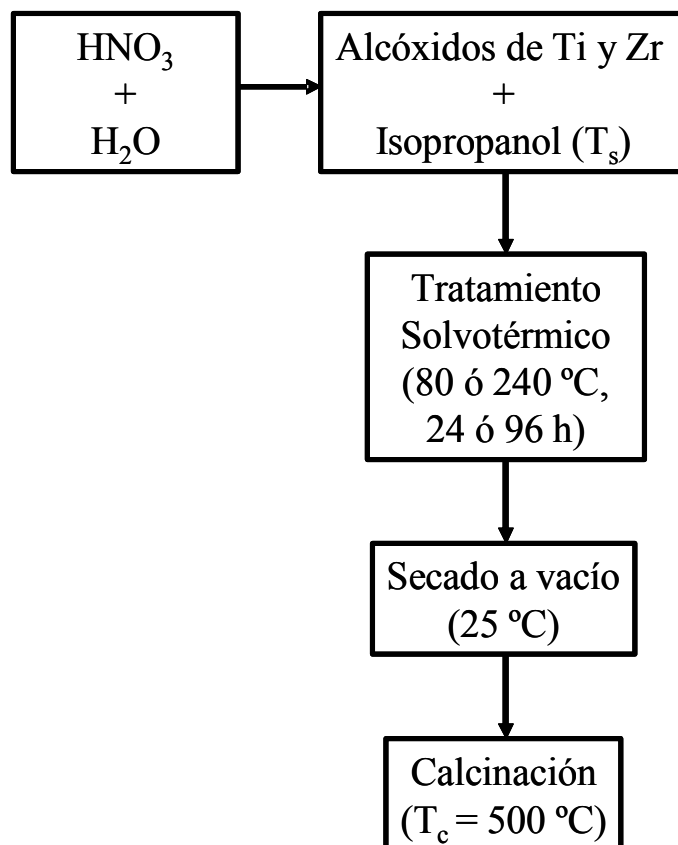 HNO₃
+
H₂O
Alcóxidos de Ti y Zr
+
Isopropanol (Tₛ)
Tratamiento
Solvotérmico
(80 ó 240 ºC,
24 ó 96 h)
Secado a vacío
(25 ºC)
Calcinación
(T꜀ = 500 ºC)